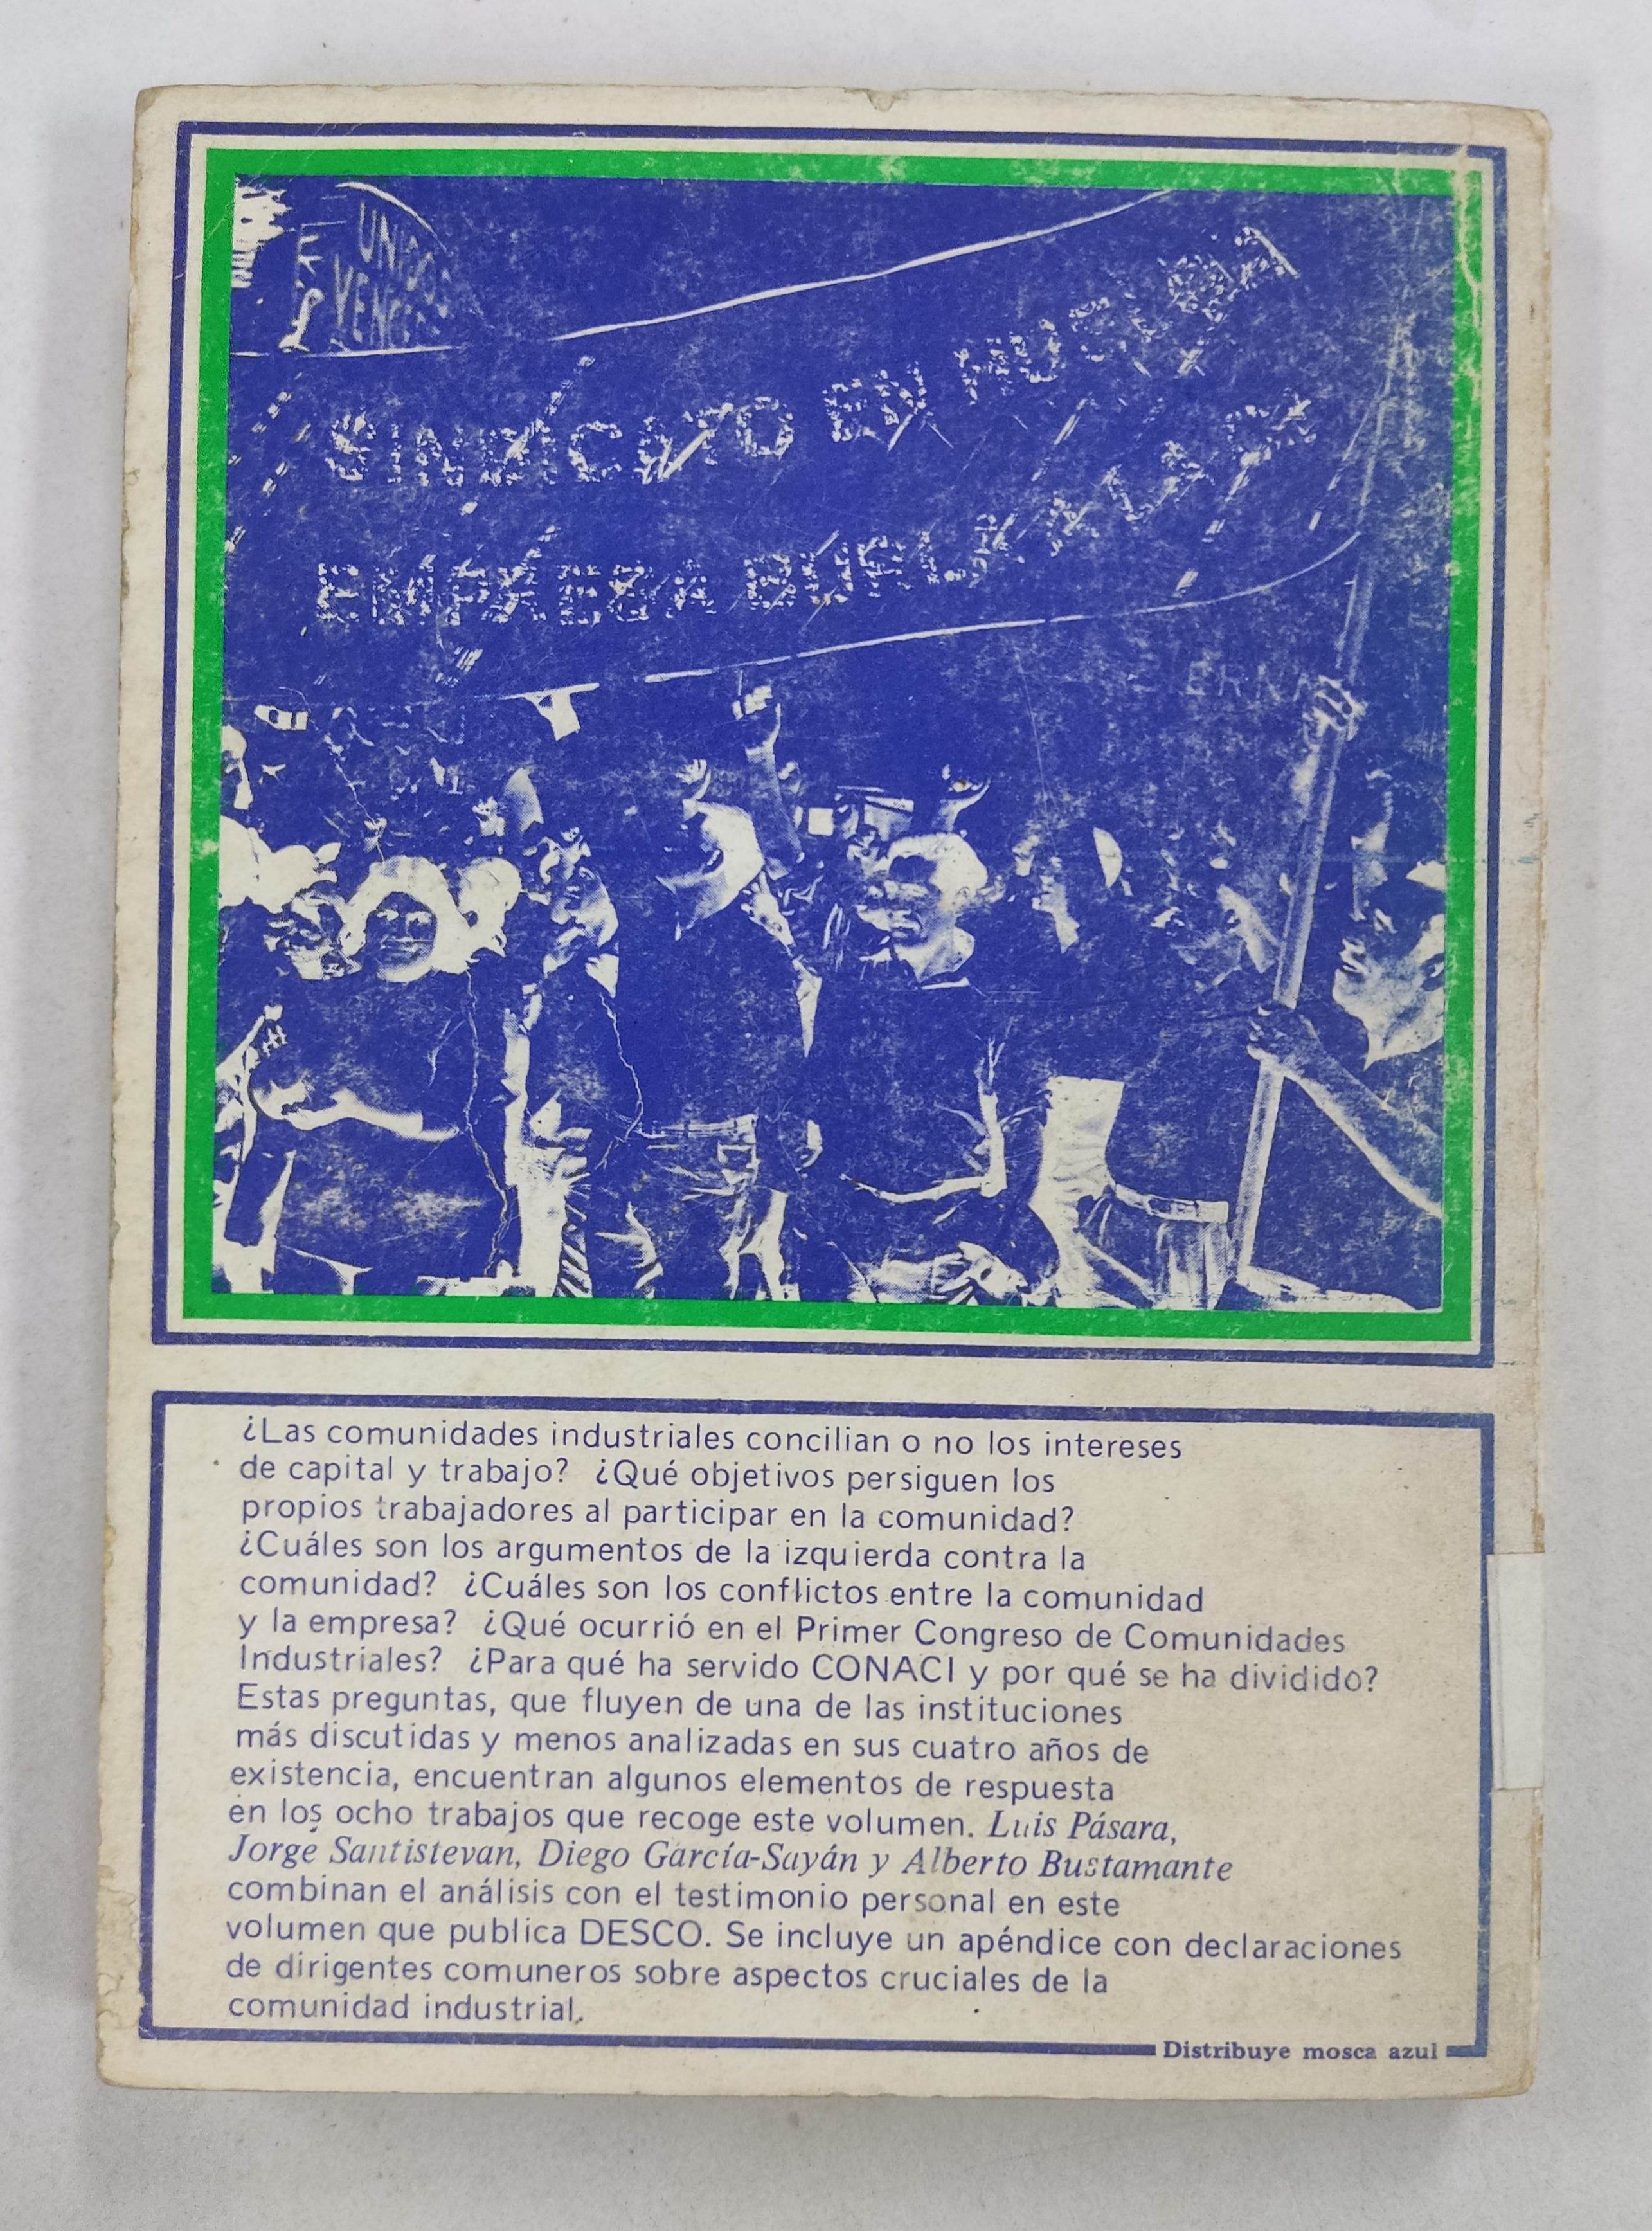 UNIDOS
VENCE
SINDICATO EN
EMPRESA BURLA
¿Las comunidades industriales concilian o no los intereses
de capital y trabajo? ¿Qué objetivos persiguen los
propios trabajadores al participar en la comunidad?
¿Cuáles son los argumentos de la izquierda contra la
comunidad? ¿Cuáles son los conflictos entre la comunidad
y la empresa? ¿Qué ocurrió en el Primer Congreso de Comunidades
Industriales? ¿Para qué ha servido CONACI y por qué se ha dividido?
Estas preguntas, que fluyen de una de las instituciones
más discutidas y menos analizadas en sus cuatro años de
existencia, encuentran algunos elementos de respuesta
en los ocho trabajos que recoge este volumen. Luis Pásara,
Jorge Santistevan, Diego García-Sayán y Alberto Bustamante
combinan el análisis con el testimonio personal en este
volumen que publica DESCO. Se incluye un apéndice con declaraciones
de dirigentes comuneros sobre aspectos cruciales de la
comunidad industrial.
Distribuye mosca azul